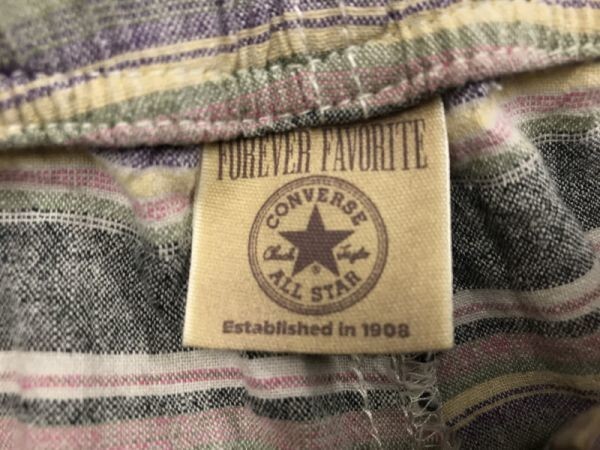 FOREVER FAVORITE
CONVERSE
Chuck Taylor
ALL STAR
®
Established in 1908